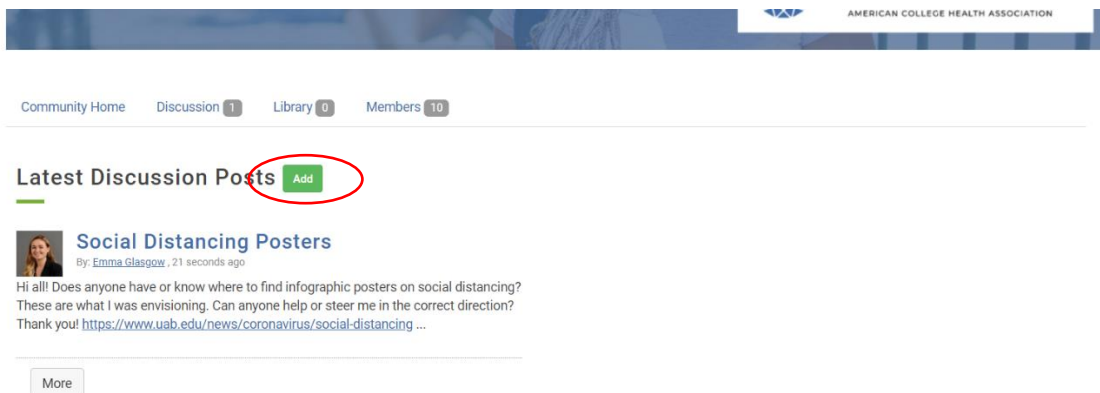 AMERICAN COLLEGE HEALTH ASSOCIATION
Community Home Discussion 1 Library 0 Members 10
Latest Discussion Posts Add
Social Distancing Posters
By: Emma Glasgow , 21 seconds ago
Hi all! Does anyone have or know where to find infographic posters on social distancing?
These are what I was envisioning. Can anyone help or steer me in the correct direction?
Thank you! https://www.uab.edu/news/coronavirus/social-distancing ...
More